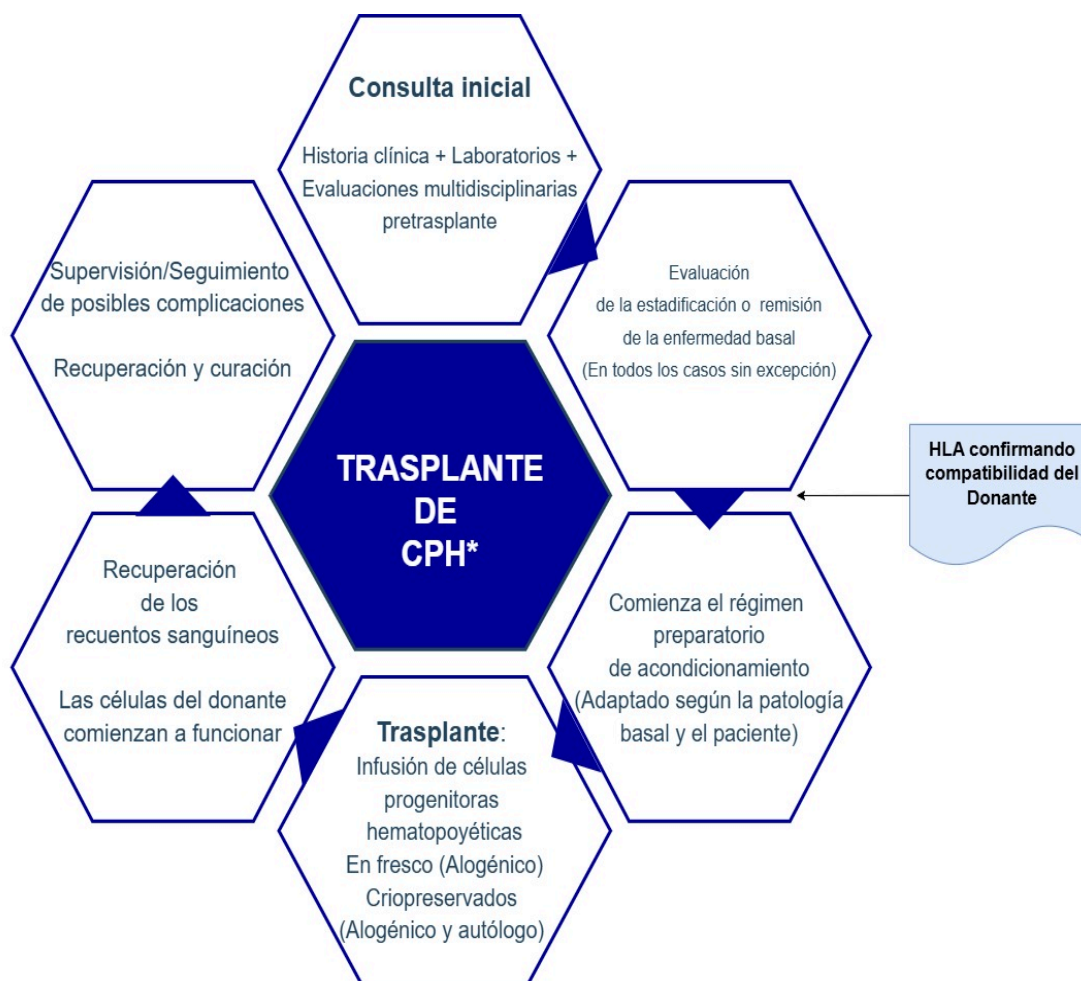 Consulta inicial
Historia clínica + Laboratorios +
Evaluaciones multidisciplinarias
pretrasplante
Evaluación
de la estadificación o remisión
de la enfermedad basal
(En todos los casos sin excepción)
HLA confirmando
compatibilidad del
Donante
Comienza el régimen
preparatorio
de acondicionamiento
(Adaptado según la patología
basal y el paciente)
Trasplante:
Infusión de células
progenitoras
hematopoyéticas
En fresco (Alogénico)
Criopreservados
(Alogénico y autólogo)
Recuperación
de los
recuentos sanguíneos
Las células del donante
comienzan a funcionar
Supervisión/Seguimiento
de posibles complicaciones
Recuperación y curación
TRASPLANTE
DE
CPH*